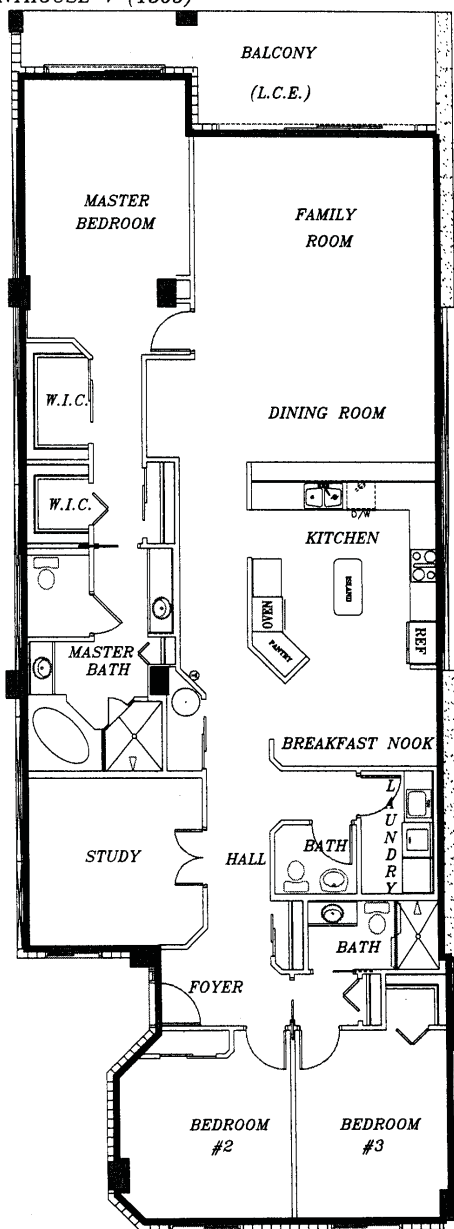 BALCONY
(L.C.E.)
MASTER
BEDROOM
FAMILY
ROOM
W.I.C.
DINING ROOM
W.I.C.
D/W
KITCHEN
ISLAND
OVEN
PANTRY
REF
MASTER
BATH
BREAKFAST NOOK
LAUNDRY
STUDY
HALL
BATH
BATH
FOYER
BEDROOM
#2
BEDROOM
#3